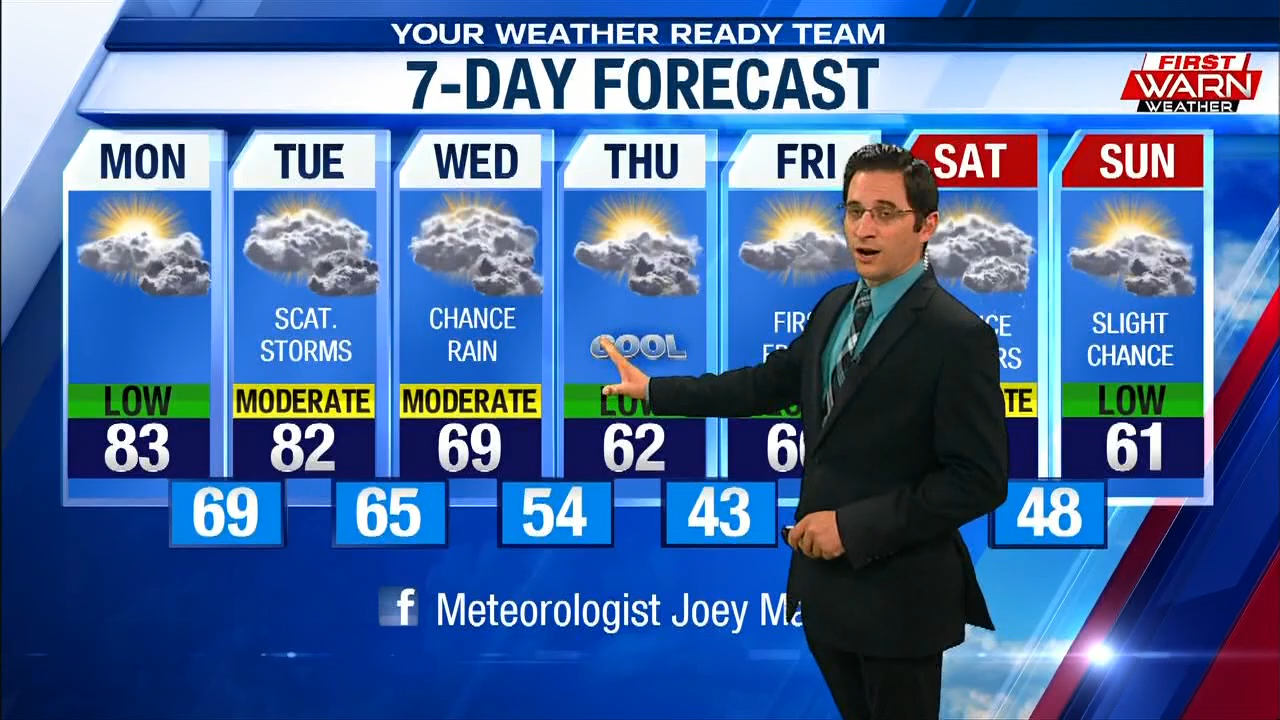 YOUR WEATHER READY TEAM
7-DAY FORECAST
FIRST
WARN
WEATHER
MON TUE WED THU FRI SAT SUN
SCAT. CHANCE SLIGHT
STORMS RAIN COOL CHANCE
LOW MODERATE MODERATE LOW LOW
83 82 69 62 61
69 65 54 43 48
f Meteorologist Joey